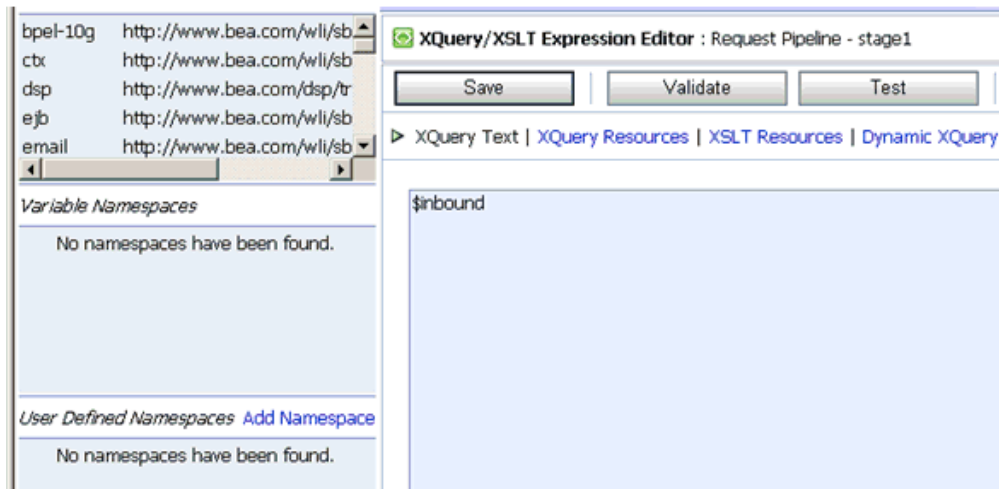 bpel-10g http://www.bea.com/wli/sb
ctx http://www.bea.com/wli/sb
dsp http://www.bea.com/dsp/tr
ejb http://www.bea.com/wli/sb
email http://www.bea.com/wli/sb
Variable Namespaces
No namespaces have been found.
User Defined Namespaces Add Namespace
No namespaces have been found.
XQuery/XSLT Expression Editor : Request Pipeline - stage1
Save Validate Test
XQuery Text | XQuery Resources | XSLT Resources | Dynamic XQuery
$inbound